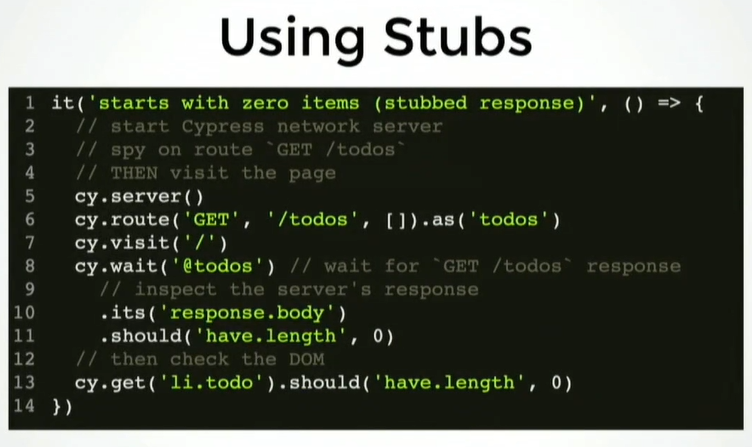 Using Stubs
1 it('starts with zero items (stubbed response)', () => {
2 // start Cypress network server
3 // spy on route `GET /todos`
4 // THEN visit the page
5 cy.server()
6 cy.route('GET', '/todos', []).as('todos')
7 cy.visit('/')
8 cy.wait('@todos') // wait for `GET /todos` response
9 // inspect the server's response
10 .its('response.body')
11 .should('have.length', 0)
12 // then check the DOM
13 cy.get('li.todo').should('have.length', 0)
14 })